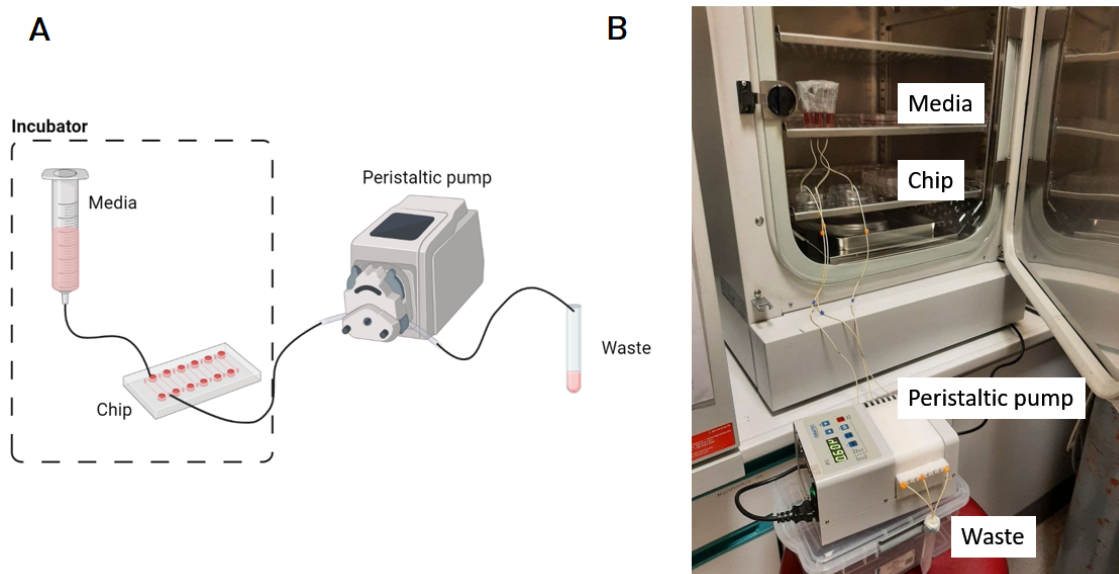 A
Incubator
Media
Chip
Peristaltic pump
Waste
B
Media
Chip
Peristaltic pump
Waste